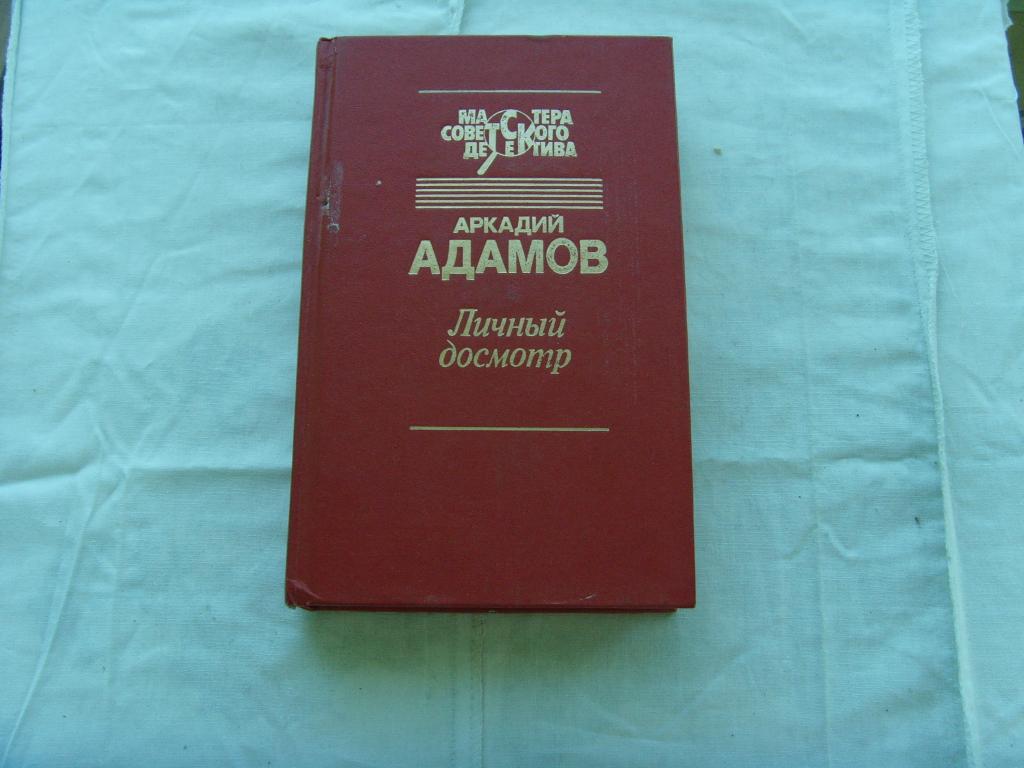 МАСТЕРА
СОВЕТСКОГО
ДЕТЕКТИВА
АРКАДИЙ
АДАМОВ
Личный
досмотр